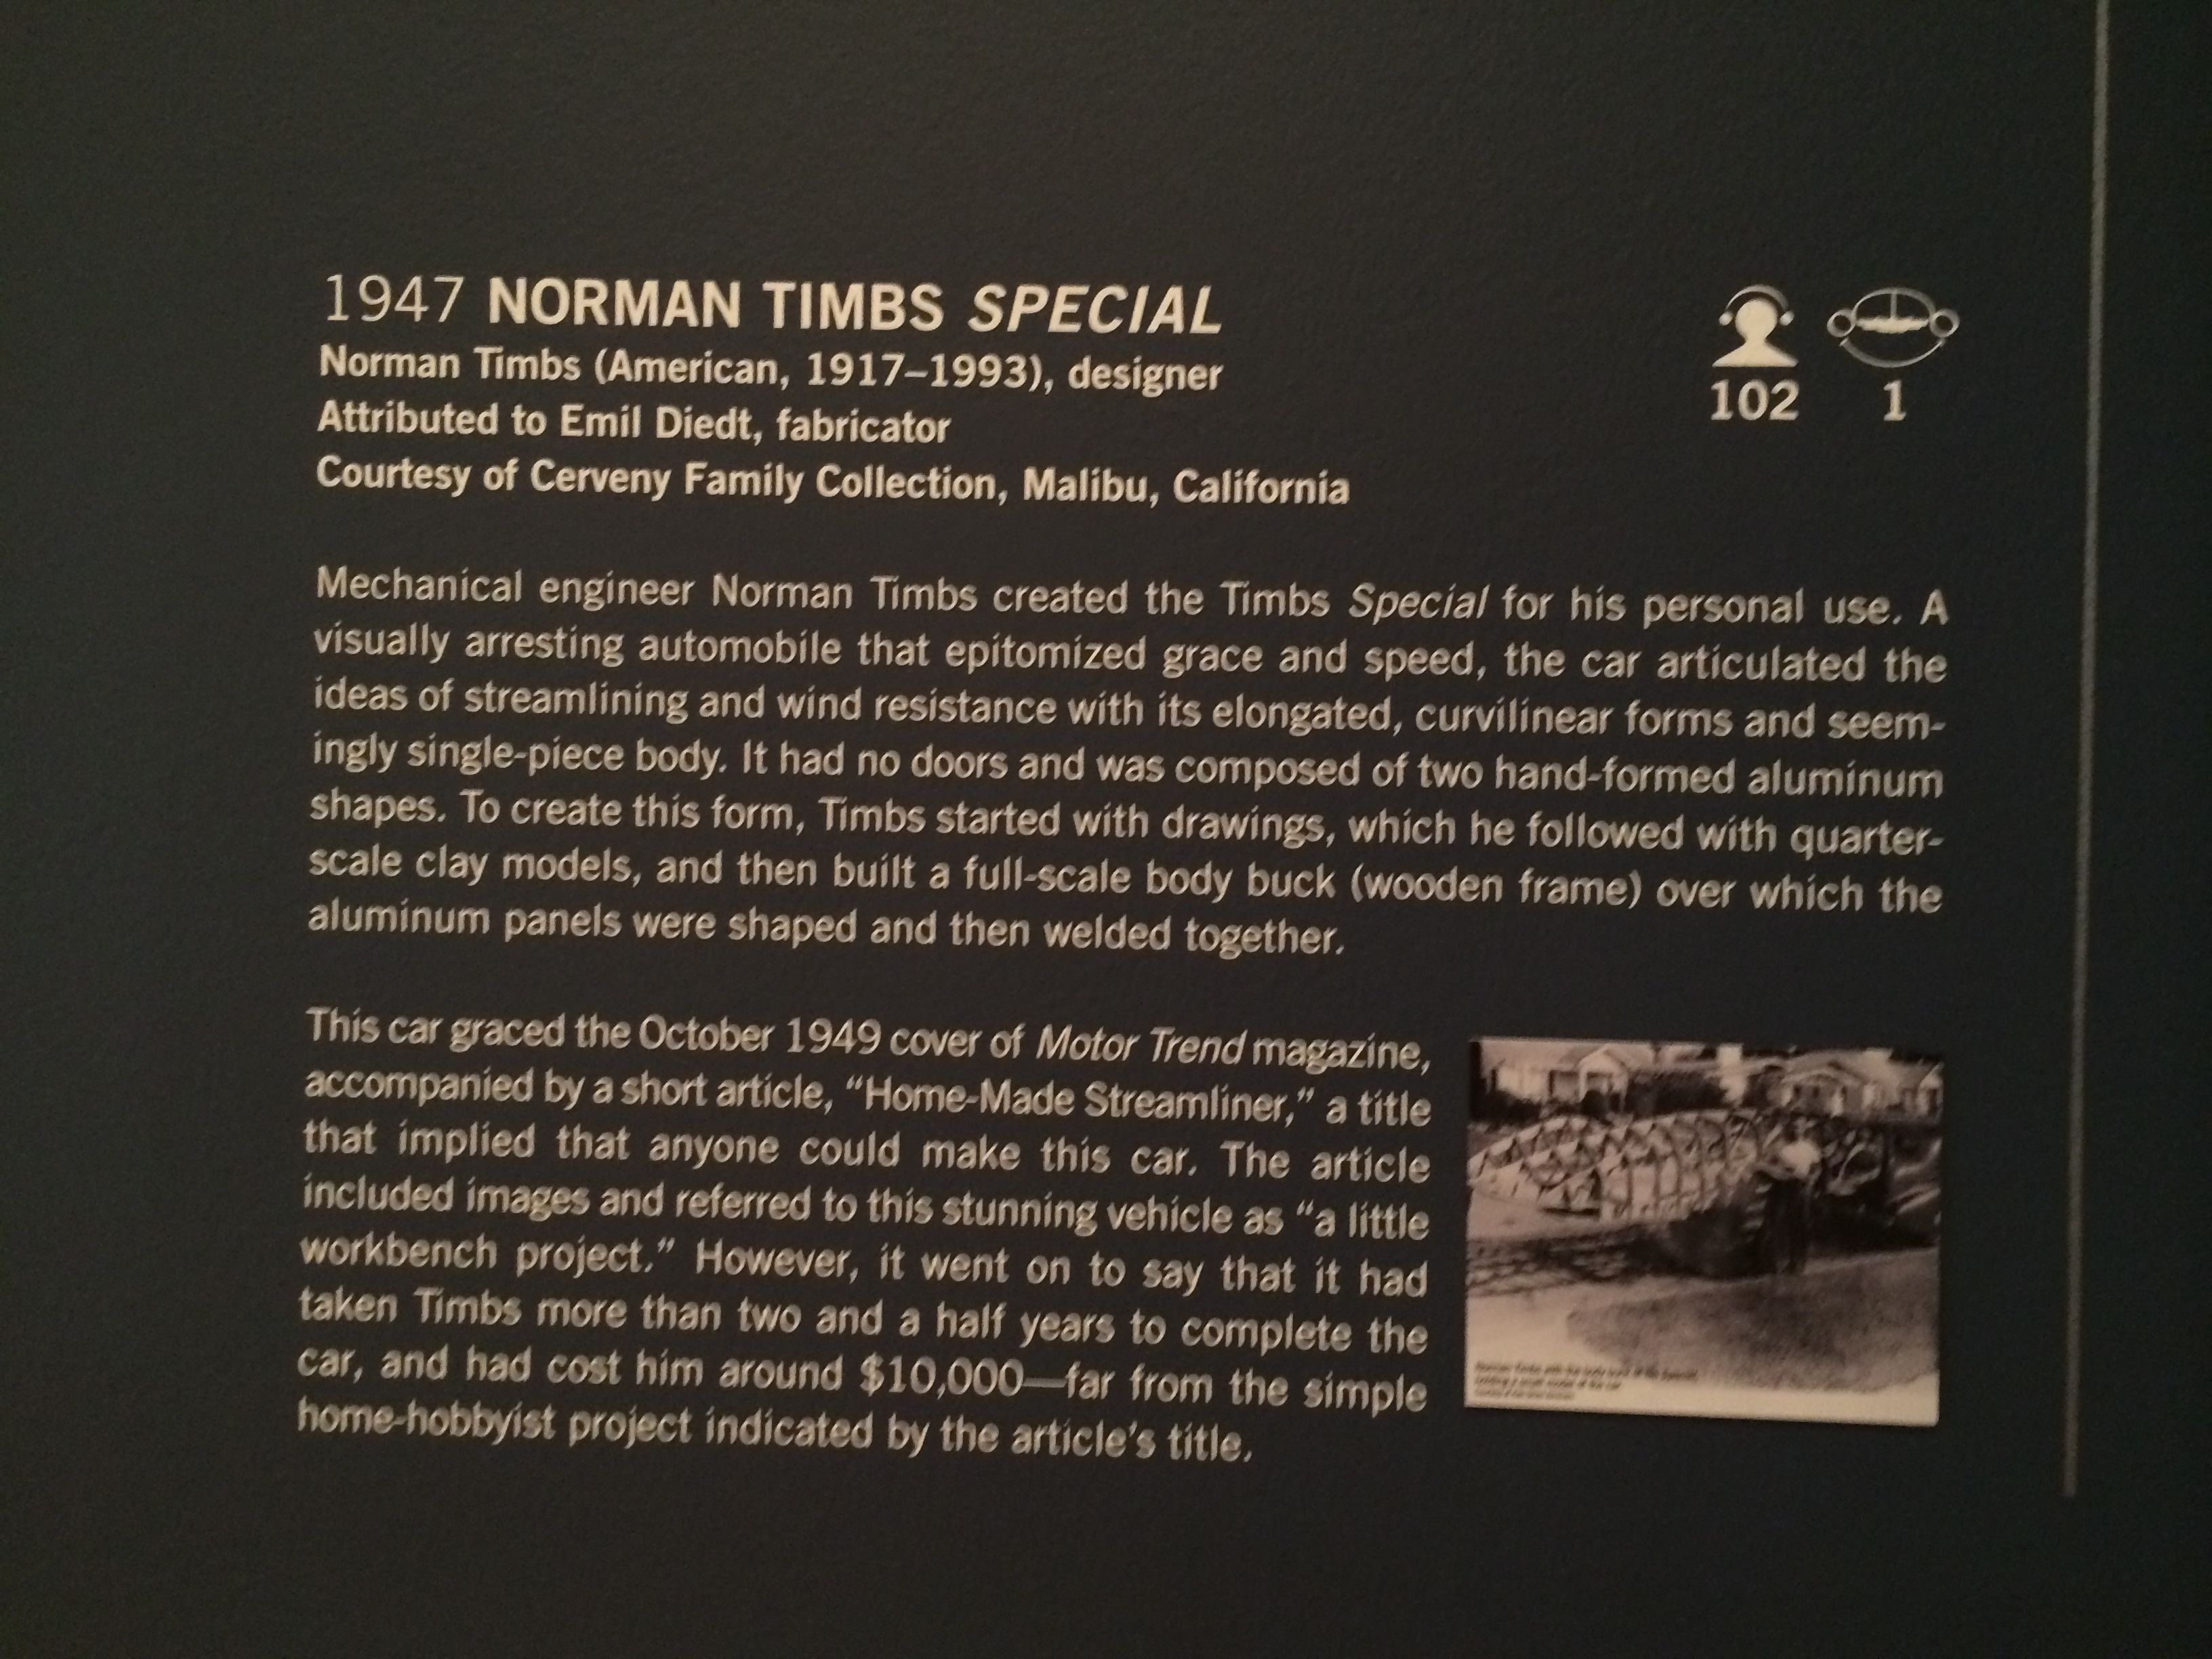 1947 NORMAN TIMBS SPECIAL
Norman Timbs (American, 1917–1993), designer
Attributed to Emil Diedt, fabricator
Courtesy of Cerveny Family Collection, Malibu, California
102 1
Mechanical engineer Norman Timbs created the Timbs Special for his personal use. A
visually arresting automobile that epitomized grace and speed, the car articulated the
ideas of streamlining and wind resistance with its elongated, curvilinear forms and seem-
ingly single-piece body. It had no doors and was composed of two hand-formed aluminum
shapes. To create this form, Timbs started with drawings, which he followed with quarter-
scale clay models, and then built a full-scale body buck (wooden frame) over which the
aluminum panels were shaped and then welded together.
This car graced the October 1949 cover of Motor Trend magazine,
accompanied by a short article, “Home-Made Streamliner,” a title
that implied that anyone could make this car. The article
included images and referred to this stunning vehicle as “a little
workbench project.” However, it went on to say that it had
taken Timbs more than two and a half years to complete the
car, and had cost him around $10,000—far from the simple
home-hobbyist project indicated by the article’s title.